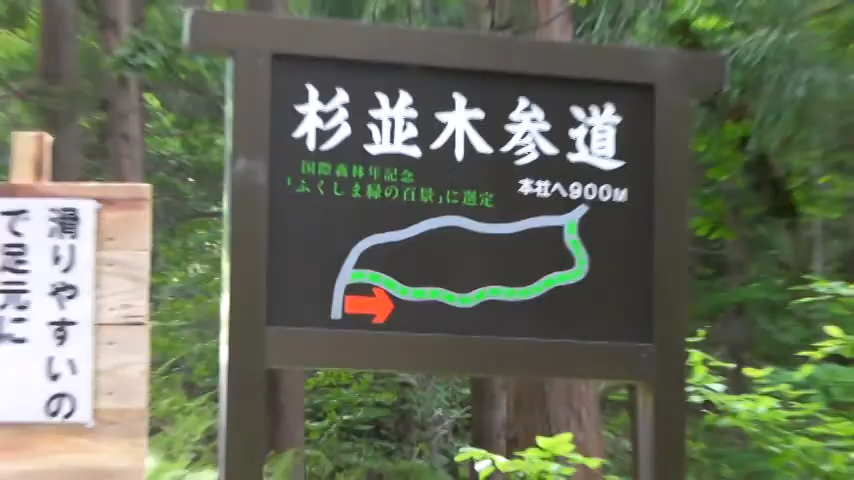 杉並木参道
国際森林年記念
「ふくしま緑の百景」に選定
本社へ900M
滑りやすいの
で足元に